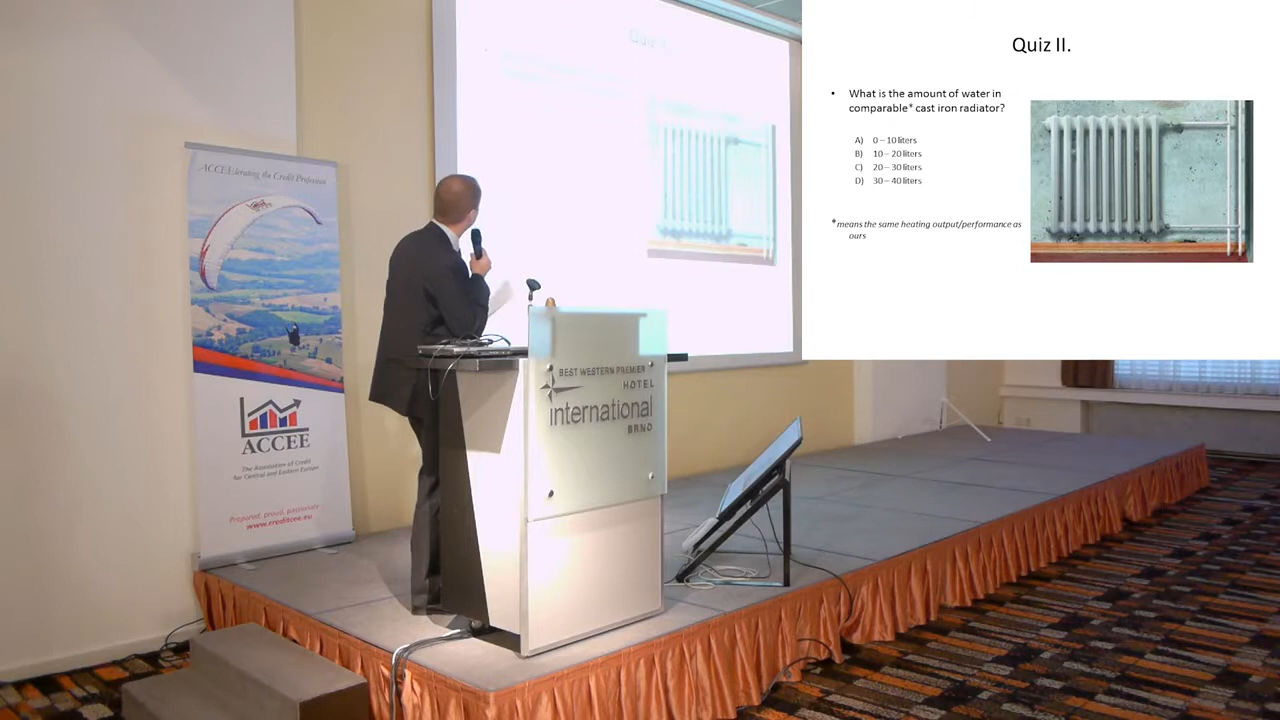 Quiz II.
• What is the amount of water in
comparable* cast iron radiator?
A) 0 – 10 liters
B) 10 – 20 liters
C) 20 – 30 liters
D) 30 – 40 liters
*means the same heating output/performance as
ours
ACCEElerating the Credit Profession
ACCEE
The Association of Credit
for Central and Eastern Europe
Prepared, proud, passionate
www.creditcee.eu
BEST WESTERN PREMIER
HOTEL
international
BRNO